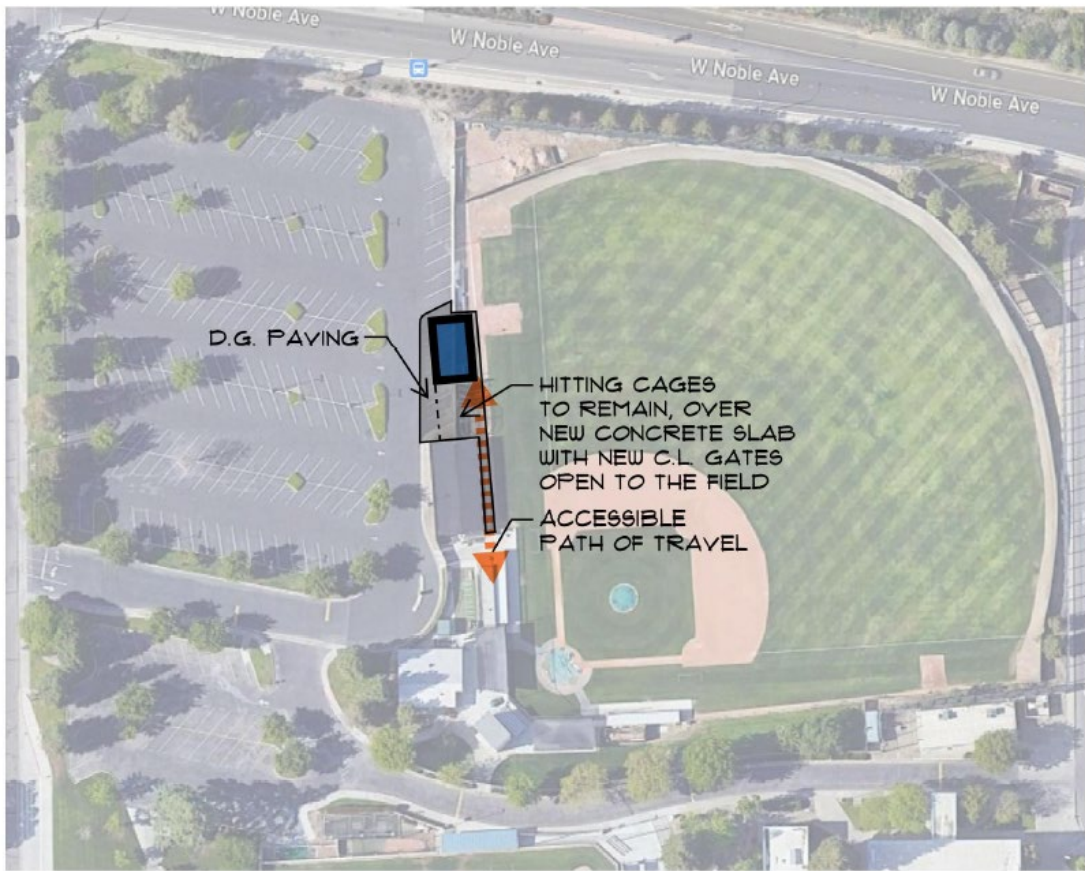 W Noble Ave
W Noble Ave
W Noble Ave
W Noble Ave
D.G. PAVING
HITTING CAGES
TO REMAIN, OVER
NEW CONCRETE SLAB
WITH NEW C.L. GATES
OPEN TO THE FIELD
ACCESSIBLE
PATH OF TRAVEL